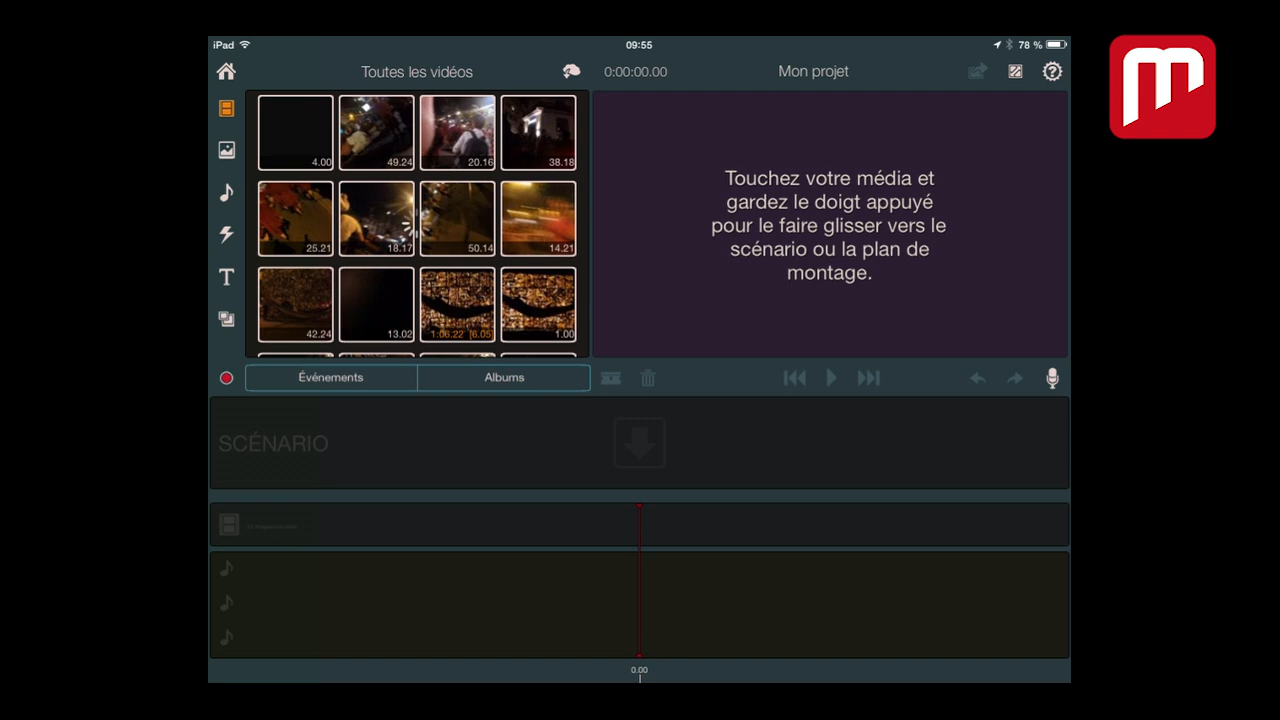 iPad
09:55
78 %
Toutes les vidéos
0:00:00.00
Mon projet
4.00
49.24
20.16
38.18
25.21
18.17
50.14
14.21
42.24
13.02
1:06.22 [6.05]
1.00
Touchez votre média et
gardez le doigt appuyé
pour le faire glisser vers le
scénario ou la plan de
montage.
T
Événements
Albums
SCÉNARIO
0.00